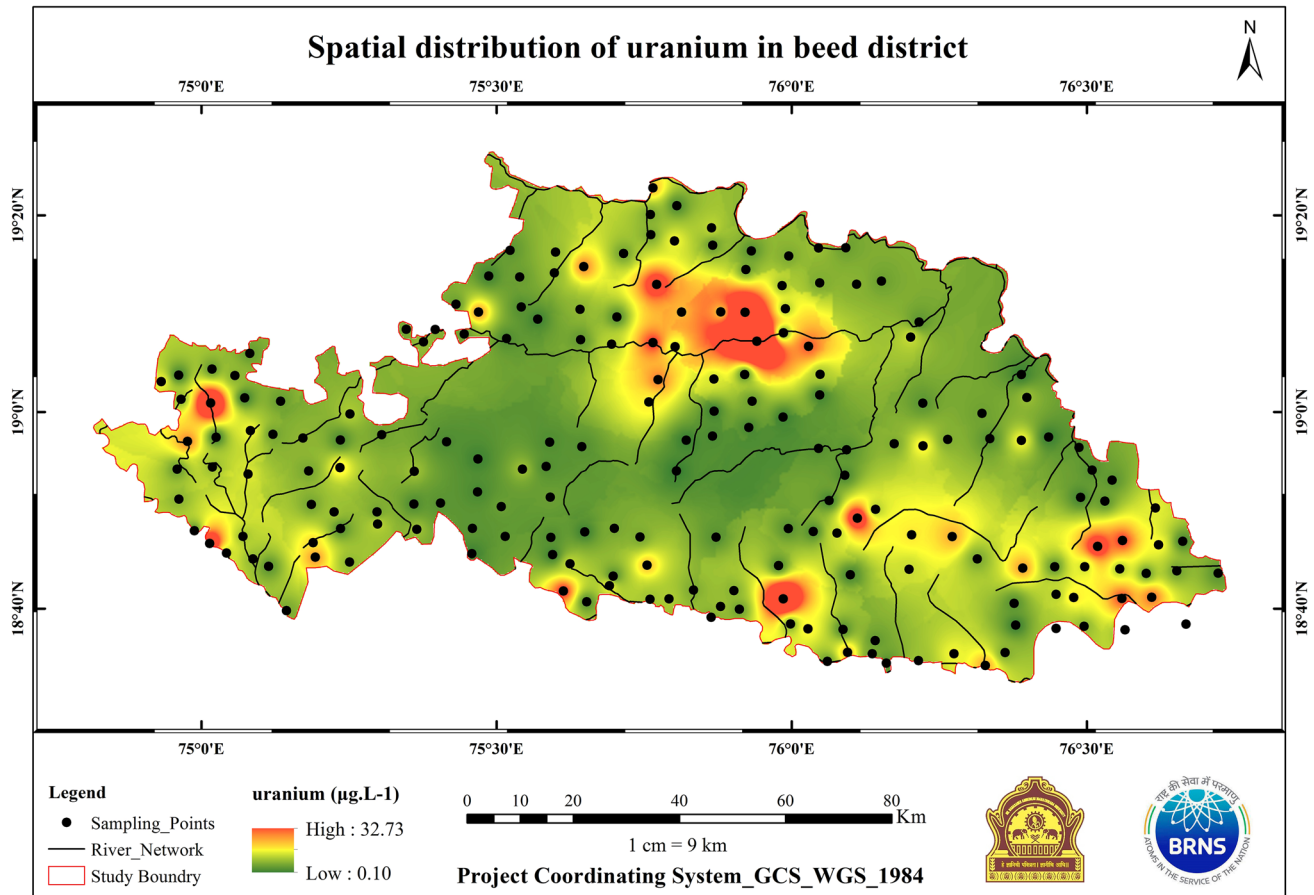 Spatial distribution of uranium in beed district
N
75°0'E
75°30'E
76°0'E
76°30'E
19°20'N
19°20'N
19°0'N
19°0'N
18°40'N
18°40'N
75°0'E
75°30'E
76°0'E
76°30'E
Legend
Sampling_Points
River_Network
Study Boundry
uranium (µg.L-1)
High : 32.73
Low : 0.10
0 10 20 40 60 80
Km
1 cm = 9 km
Project Coordinating System_GCS_WGS_1984
राष्ट्र की सेवा में परमाणु
BRNS
ATOMS IN THE SERVICE OF THE NATION